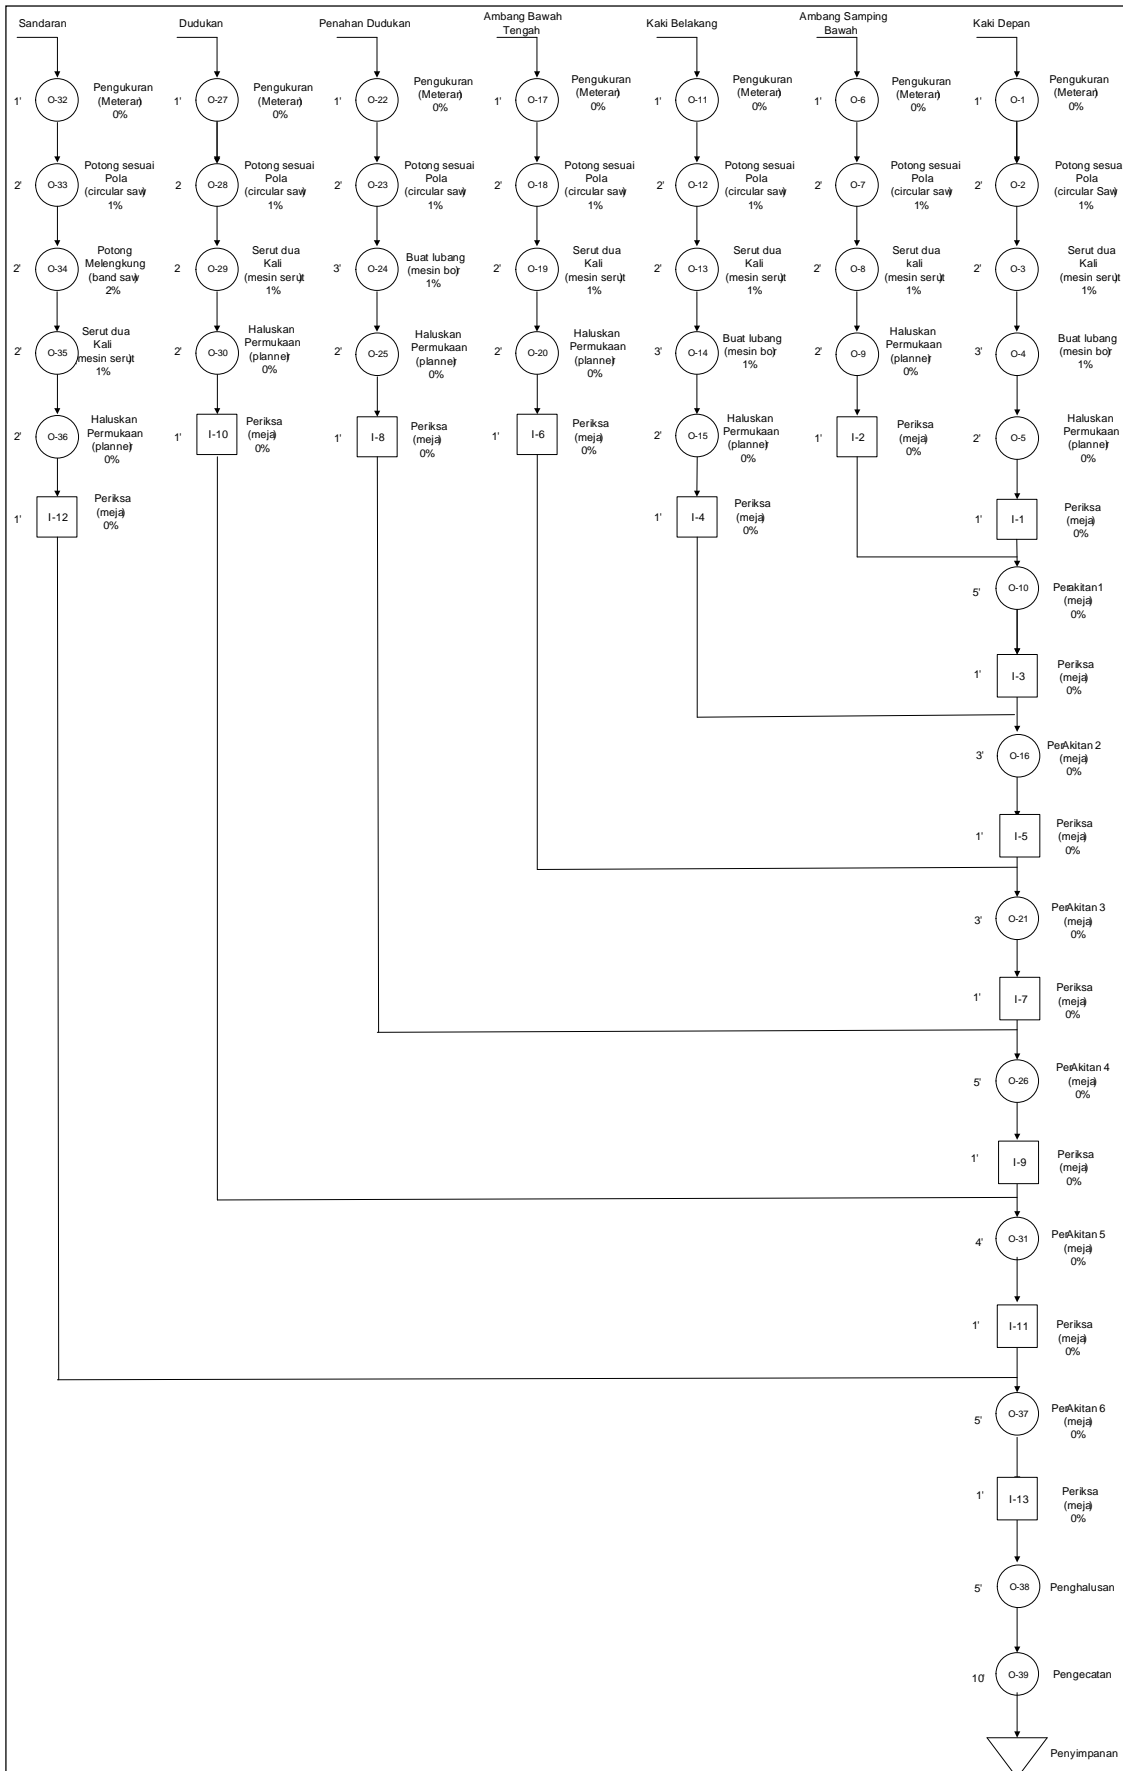 Sandaran
Dudukan
Penahan Dudukan
Ambang Bawah
Tengah
Kaki Belakang
Ambang Samping
Bawah
Kaki Depan
1'
O-32
Pengukuran
(Meteran)
0%
1'
O-27
Pengukuran
(Meteran)
0%
1'
O-22
Pengukuran
(Meteran)
0%
1'
O-17
Pengukuran
(Meteran)
0%
1'
O-11
Pengukuran
(Meteran)
0%
1'
O-6
Pengukuran
(Meteran)
0%
1'
O-1
Pengukuran
(Meteran)
0%
2'
O-33
Potong sesuai
Pola
(circular saw)
1%
2
O-28
Potong sesuai
Pola
(circular saw)
1%
2'
O-23
Potong sesuai
Pola
(circular saw)
1%
2'
O-18
Potong sesuai
Pola
(circular saw)
1%
2'
O-12
Potong sesuai
Pola
(circular saw)
1%
2'
O-7
Potong sesuai
Pola
(circular saw)
1%
2'
O-2
Potong sesuai
Pola
(circular Saw)
1%
2'
O-34
Potong
Melengkung
(band saw)
2%
2
O-29
Serut dua
Kali
(mesin serut)
1%
3'
O-24
Buat lubang
(mesin bor)
1%
2'
O-19
Serut dua
Kali
(mesin serut)
1%
2'
O-13
Serut dua
Kali
(mesin serut)
1%
2'
O-8
Serut dua
kali
(mesin serut)
1%
2'
O-3
Serut dua
Kali
(mesin serut)
1%
2'
O-35
Serut dua
Kali
(mesin serut)
1%
2'
O-30
Haluskan
Permukaan
(planner)
0%
2'
O-25
Haluskan
Permukaan
(planner)
0%
2'
O-20
Haluskan
Permukaan
(planner)
0%
3'
O-14
Buat lubang
(mesin bor)
1%
2'
O-9
Haluskan
Permukaan
(planner)
0%
3'
O-4
Buat lubang
(mesin bor)
1%
2'
O-36
Haluskan
Permukaan
(planner)
0%
1'
I-10
Periksa
(meja)
0%
1'
I-8
Periksa
(meja)
0%
1'
I-6
Periksa
(meja)
0%
2'
O-15
Haluskan
Permukaan
(planner)
0%
1'
I-2
Periksa
(meja)
0%
2'
O-5
Haluskan
Permukaan
(planner)
0%
1'
I-12
Periksa
(meja)
0%
1'
I-4
Periksa
(meja)
0%
1'
I-1
Periksa
(meja)
0%
5'
O-10
Perakitan 1
(meja)
0%
1'
I-3
Periksa
(meja)
0%
3'
O-16
PerAkitan 2
(meja)
0%
1'
I-5
Periksa
(meja)
0%
3'
O-21
PerAkitan 3
(meja)
0%
1'
I-7
Periksa
(meja)
0%
5'
O-26
PerAkitan 4
(meja)
0%
1'
I-9
Periksa
(meja)
0%
4'
O-31
PerAkitan 5
(meja)
0%
1'
I-11
Periksa
(meja)
0%
5'
O-37
PerAkitan 6
(meja)
0%
1'
I-13
Periksa
(meja)
0%
5'
O-38
Penghalusan
10'
O-39
Pengecatan
Penyimpanan